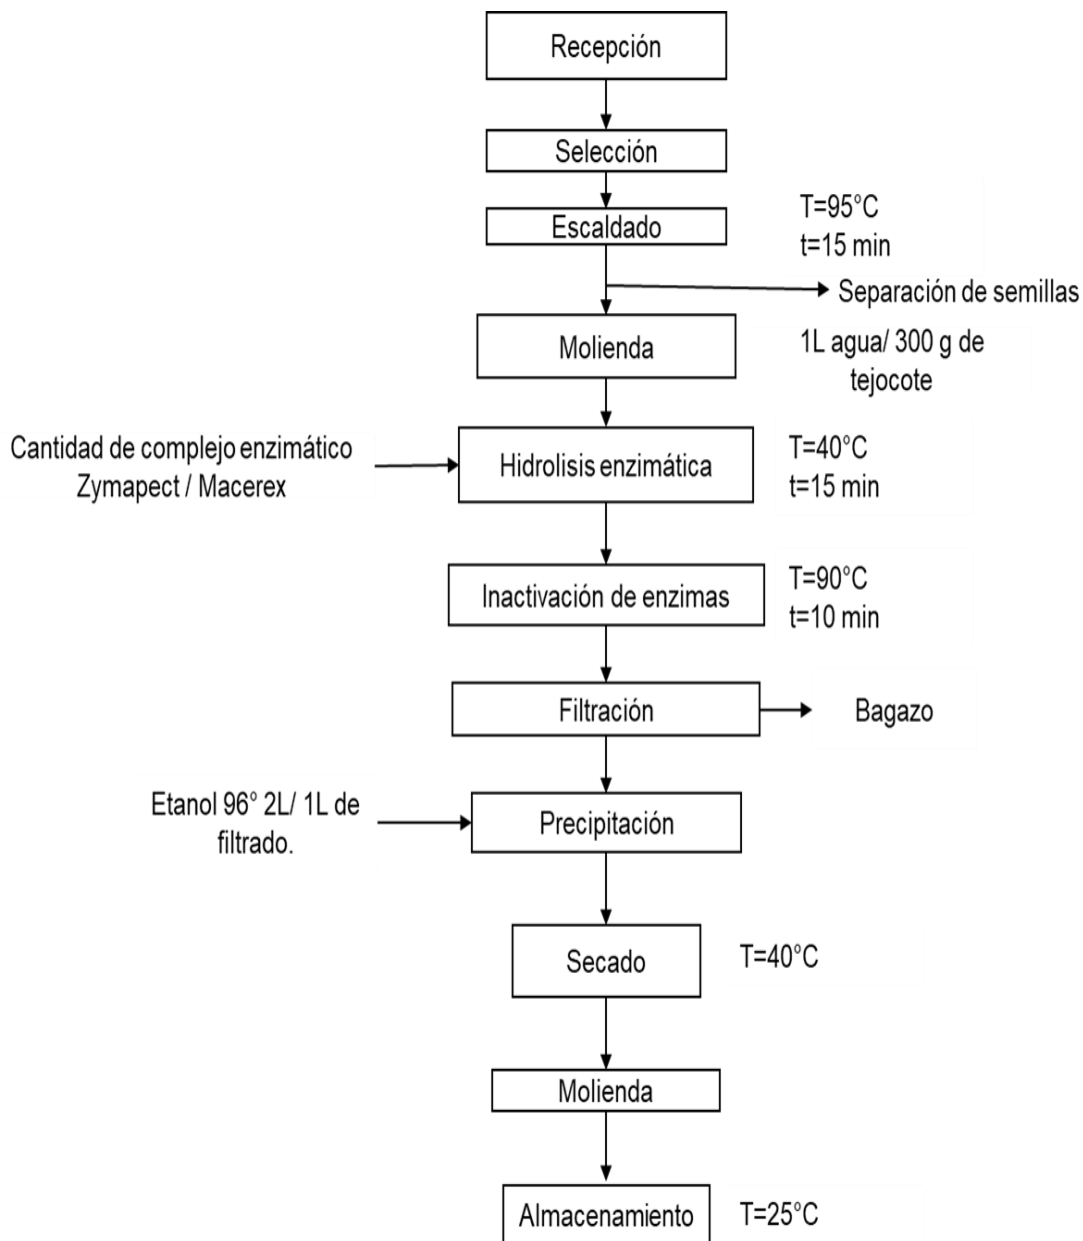 Recepción
Selección
Escaldado
T=95°C
t=15 min
Separación de semillas
Molienda
1L agua/ 300 g de
tejocote
Cantidad de complejo enzimático
Zymapect / Macerex
Hidrolisis enzimática
T=40°C
t=15 min
Inactivación de enzimas
T=90°C
t=10 min
Filtración
Bagazo
Etanol 96° 2L/ 1L de
filtrado.
Precipitación
Secado
T=40°C
Molienda
Almacenamiento
T=25°C